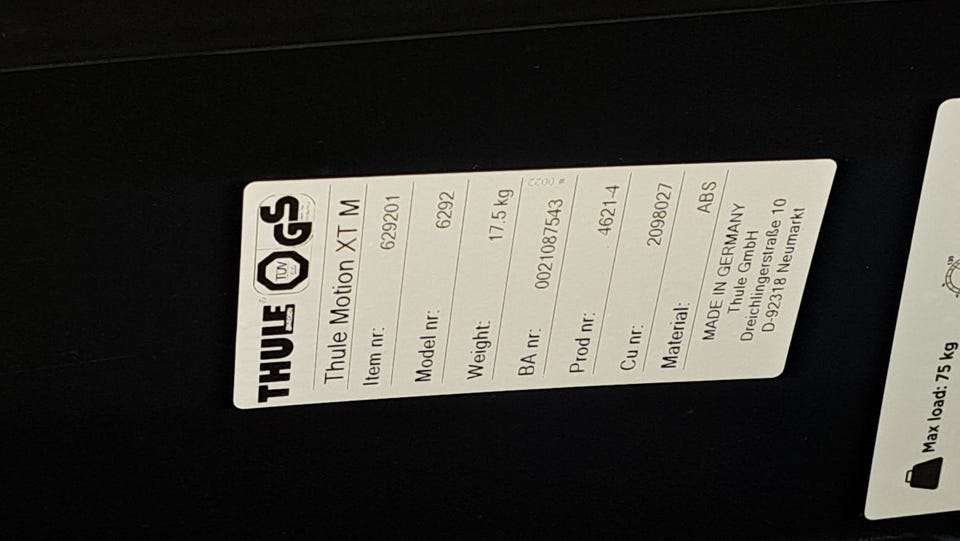 THULE
TÜV
GS
Thule Motion XT M
Item nr: 629201
Model nr: 6292
Weight: 17.5 kg
# 0022
BA nr: 0021087543
Prod nr: 4621-4
Cu nr: 2098027
Material: ABS
MADE IN GERMANY
Thule GmbH
Dreichlingerstraße 10
D-92318 Neumarkt
Max load: 75 kg